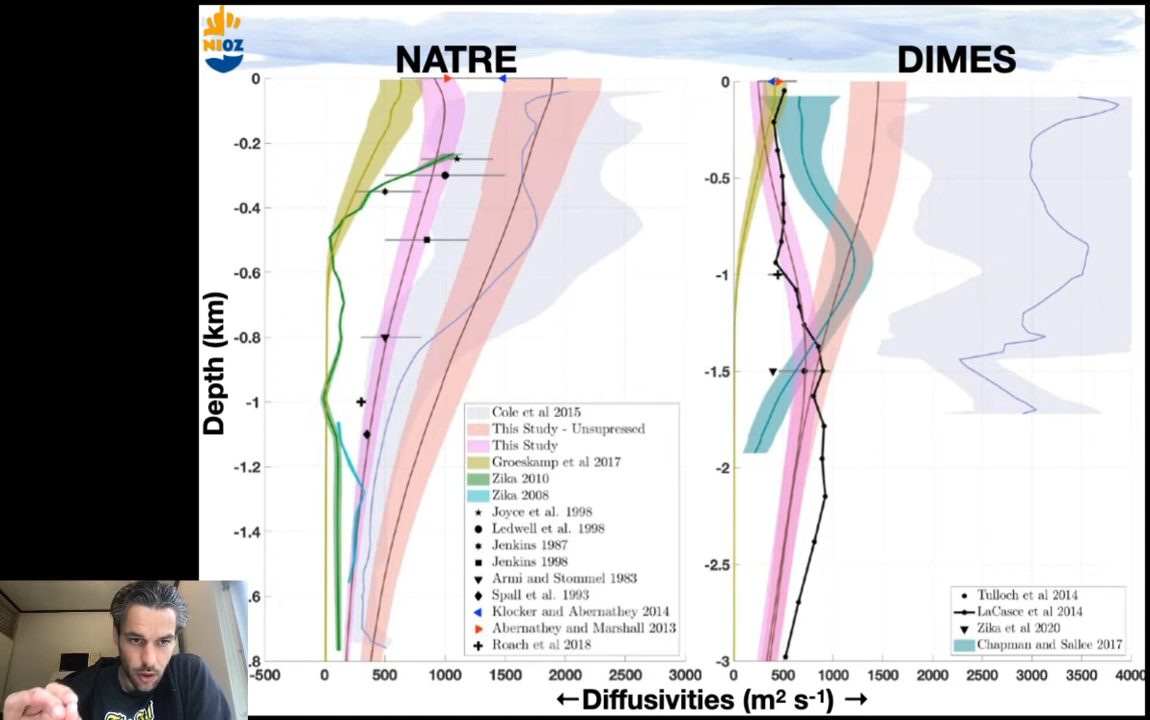 NIOZ
NATRE
DIMES
0
-0.2
-0.4
-0.6
-0.8
-1
-1.2
-1.4
.6
.8
Depth (km)
-500 0 500 1000 1500 2000 2500 3000
Cole et al 2015
This Study - Unsupressed
This Study
Groeskamp et al 2017
Zika 2010
Zika 2008
Joyce et al. 1998
Ledwell et al. 1998
Jenkins 1987
Jenkins 1998
Armi and Stommel 1983
Spall et al. 1993
Klocker and Abernathey 2014
Abernathey and Marshall 2013
Roach et al 2018
0
-0.5
-1
-1.5
-2
-2.5
-3
0 500 1000 1500 2000 2500 3000 3500 4000
Tulloch et al 2014
LaCasce et al 2014
Zika et al 2020
Chapman and Sallee 2017
←Diffusivities (m² s⁻¹) →